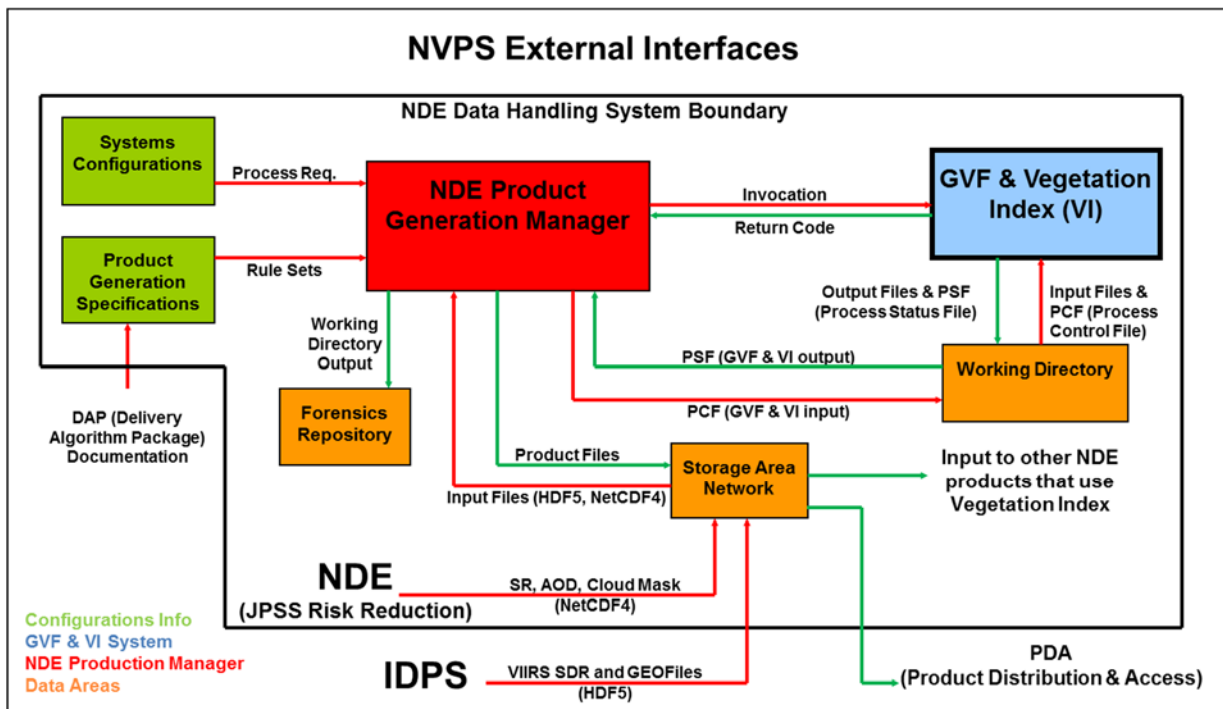 NVPS External Interfaces
NDE Data Handling System Boundary
Systems
Configurations
Process Req.
NDE Product
Generation Manager
Invocation
Return Code
GVF & Vegetation
Index (VI)
Product
Generation
Specifications
Rule Sets
Working
Directory
Output
Output Files & PSF
(Process Status File)
Input Files &
PCF (Process
Control File)
PSF (GVF & VI output)
Working Directory
PCF (GVF & VI input)
DAP (Delivery
Algorithm Package)
Documentation
Forensics
Repository
Product Files
Input Files (HDF5, NetCDF4)
Storage Area
Network
Input to other NDE
products that use
Vegetation Index
NDE
(JPSS Risk Reduction)
SR, AOD, Cloud Mask
(NetCDF4)
Configurations Info
GVF & VI System
NDE Production Manager
Data Areas
IDPS
VIIRS SDR and GEOFiles
(HDF5)
PDA
(Product Distribution & Access)